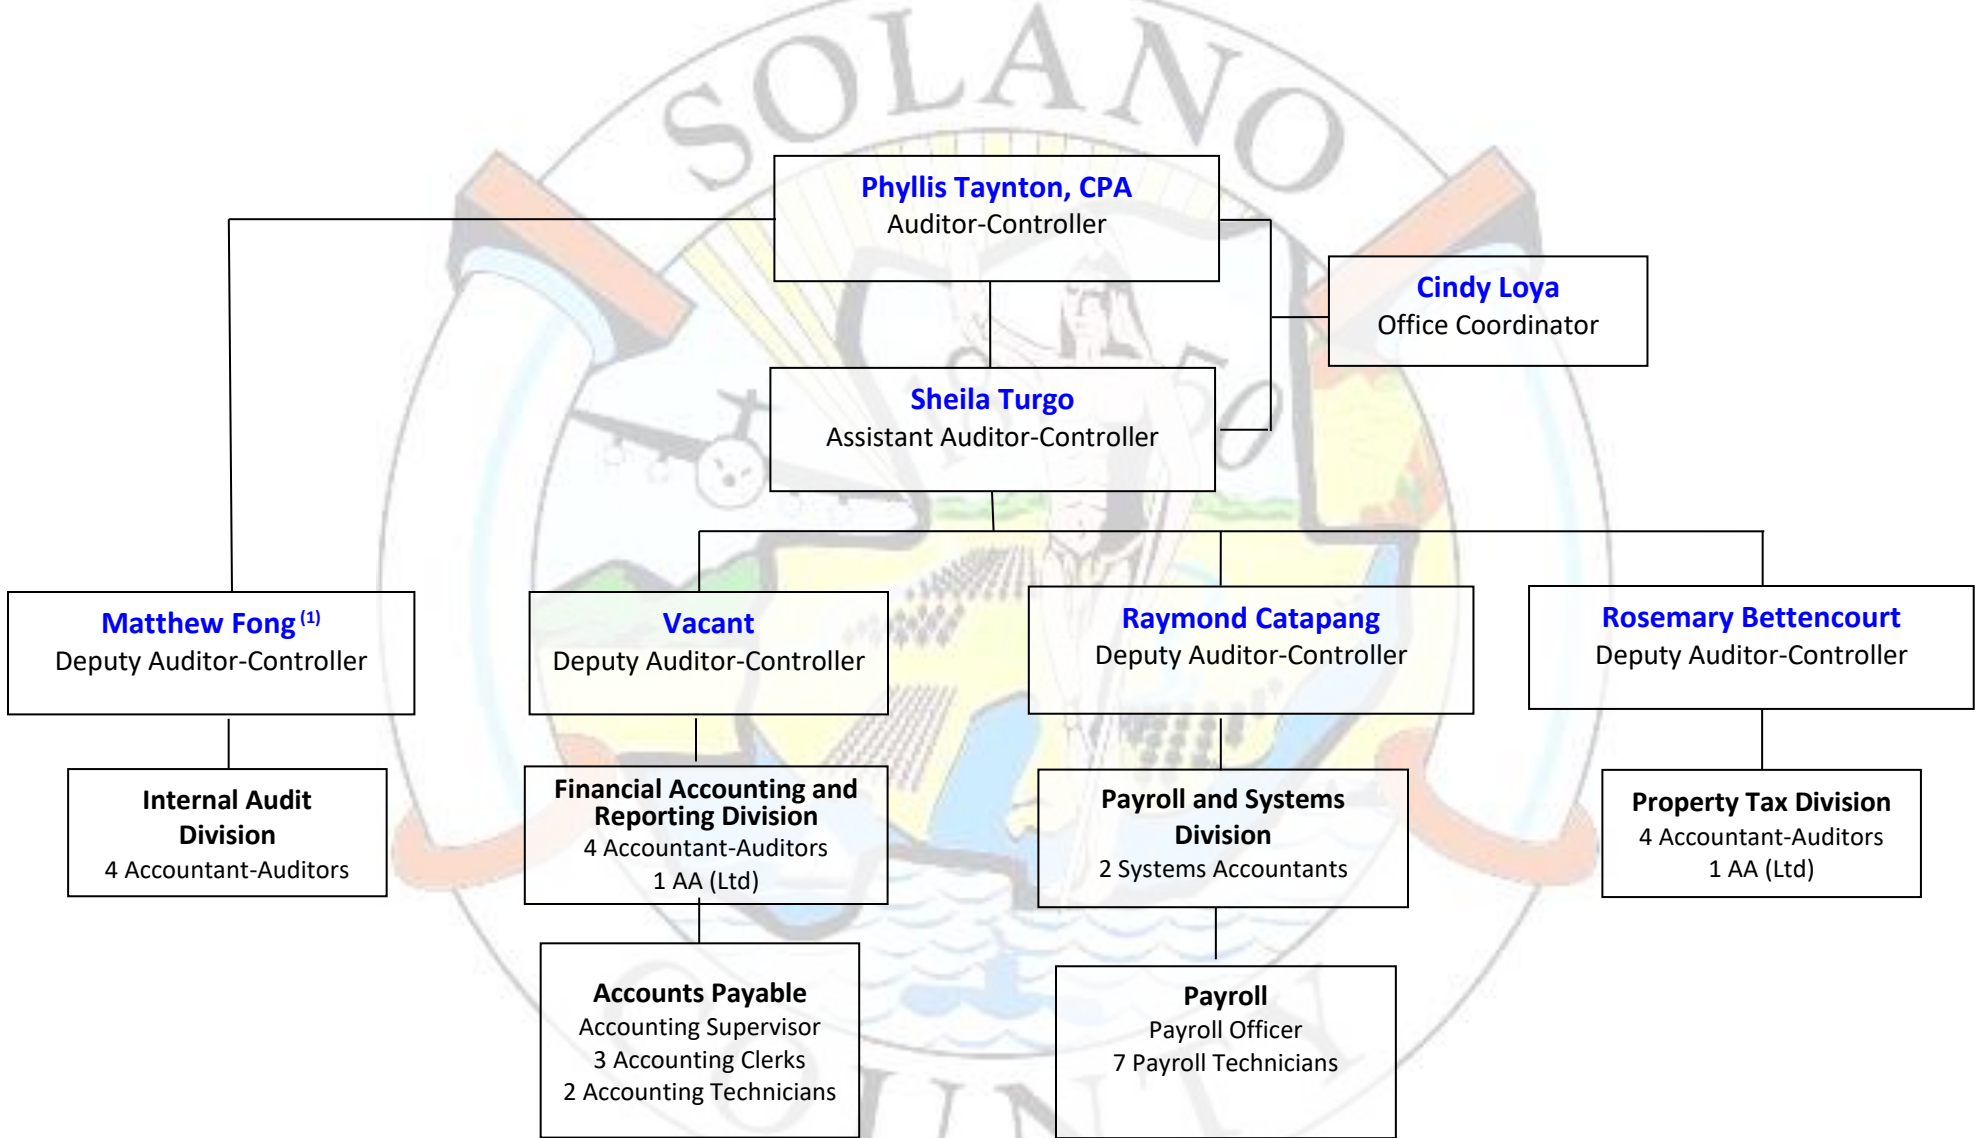 SOLANO
Phyllis Taynton, CPA
Auditor-Controller
Cindy Loya
Office Coordinator
Sheila Turgo
Assistant Auditor-Controller
1850
Matthew Fong (1)
Deputy Auditor-Controller
Vacant
Deputy Auditor-Controller
Raymond Catapang
Deputy Auditor-Controller
Rosemary Bettencourt
Deputy Auditor-Controller
Internal Audit
Division
4 Accountant-Auditors
Financial Accounting and
Reporting Division
4 Accountant-Auditors
1 AA (Ltd)
Payroll and Systems
Division
2 Systems Accountants
Property Tax Division
4 Accountant-Auditors
1 AA (Ltd)
Accounts Payable
Accounting Supervisor
3 Accounting Clerks
2 Accounting Technicians
Payroll
Payroll Officer
7 Payroll Technicians
COUNTY